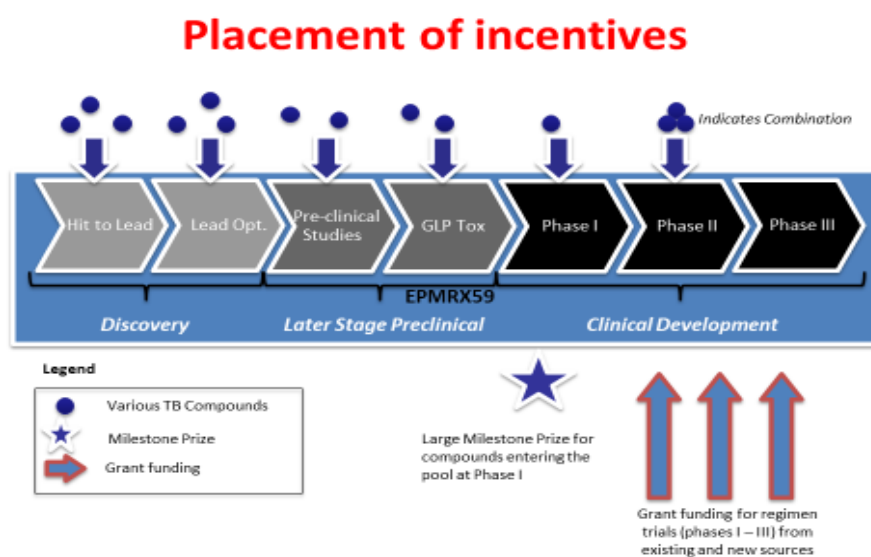 Placement of incentives
Indicates Combination
Hit to Lead
Lead Opt.
Pre-clinical
Studies
GLP Tox
Phase I
Phase II
Phase III
EPMRX59
Discovery
Later Stage Preclinical
Clinical Development
Legend
Various TB Compounds
Milestone Prize
Grant funding
Large Milestone Prize for
compounds entering the
pool at Phase I
Grant funding for regimen
trials (phases I – III) from
existing and new sources